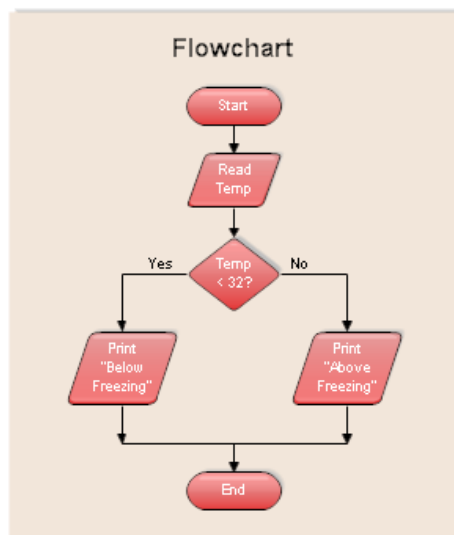 Flowchart
Start
Read
Temp
Temp
< 32?
Yes
No
Print
"Below
Freezing"
Print
"Above
Freezing"
End